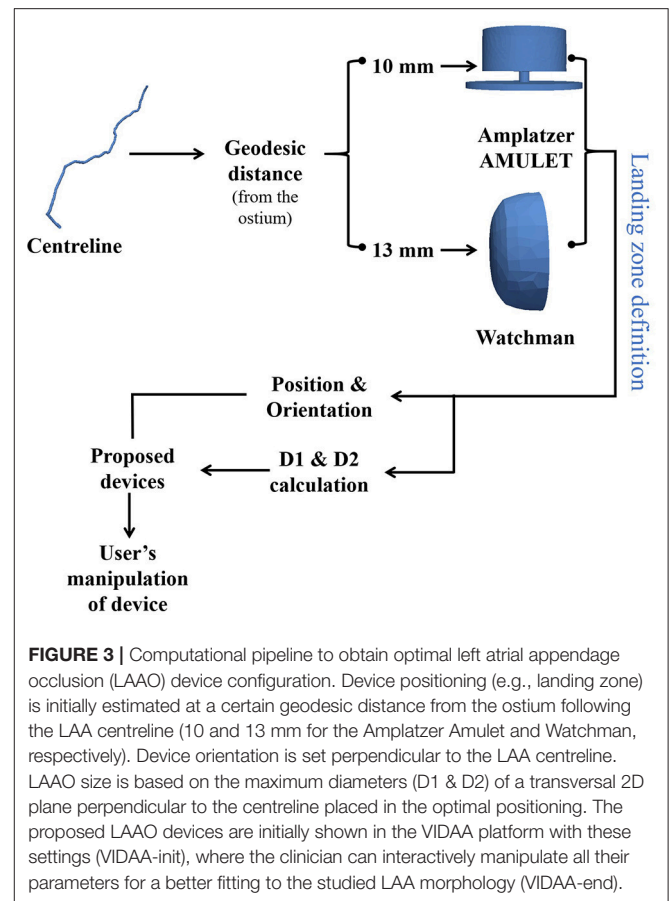 Centreline
Geodesic
distance
(from the
ostium)
10 mm
Amplatzer
AMULET
13 mm
Watchman
Landing zone definition
Position &
Orientation
D1 & D2
calculation
Proposed
devices
User's
manipulation
of device
FIGURE 3 | Computational pipeline to obtain optimal left atrial appendage
occlusion (LAAO) device configuration. Device positioning (e.g., landing zone)
is initially estimated at a certain geodesic distance from the ostium following
the LAA centreline (10 and 13 mm for the Amplatzer Amulet and Watchman,
respectively). Device orientation is set perpendicular to the LAA centreline.
LAAO size is based on the maximum diameters (D1 & D2) of a transversal 2D
plane perpendicular to the centreline placed in the optimal positioning. The
proposed LAAO devices are initially shown in the VIDAA platform with these
settings (VIDAA-init), where the clinician can interactively manipulate all their
parameters for a better fitting to the studied LAA morphology (VIDAA-end).